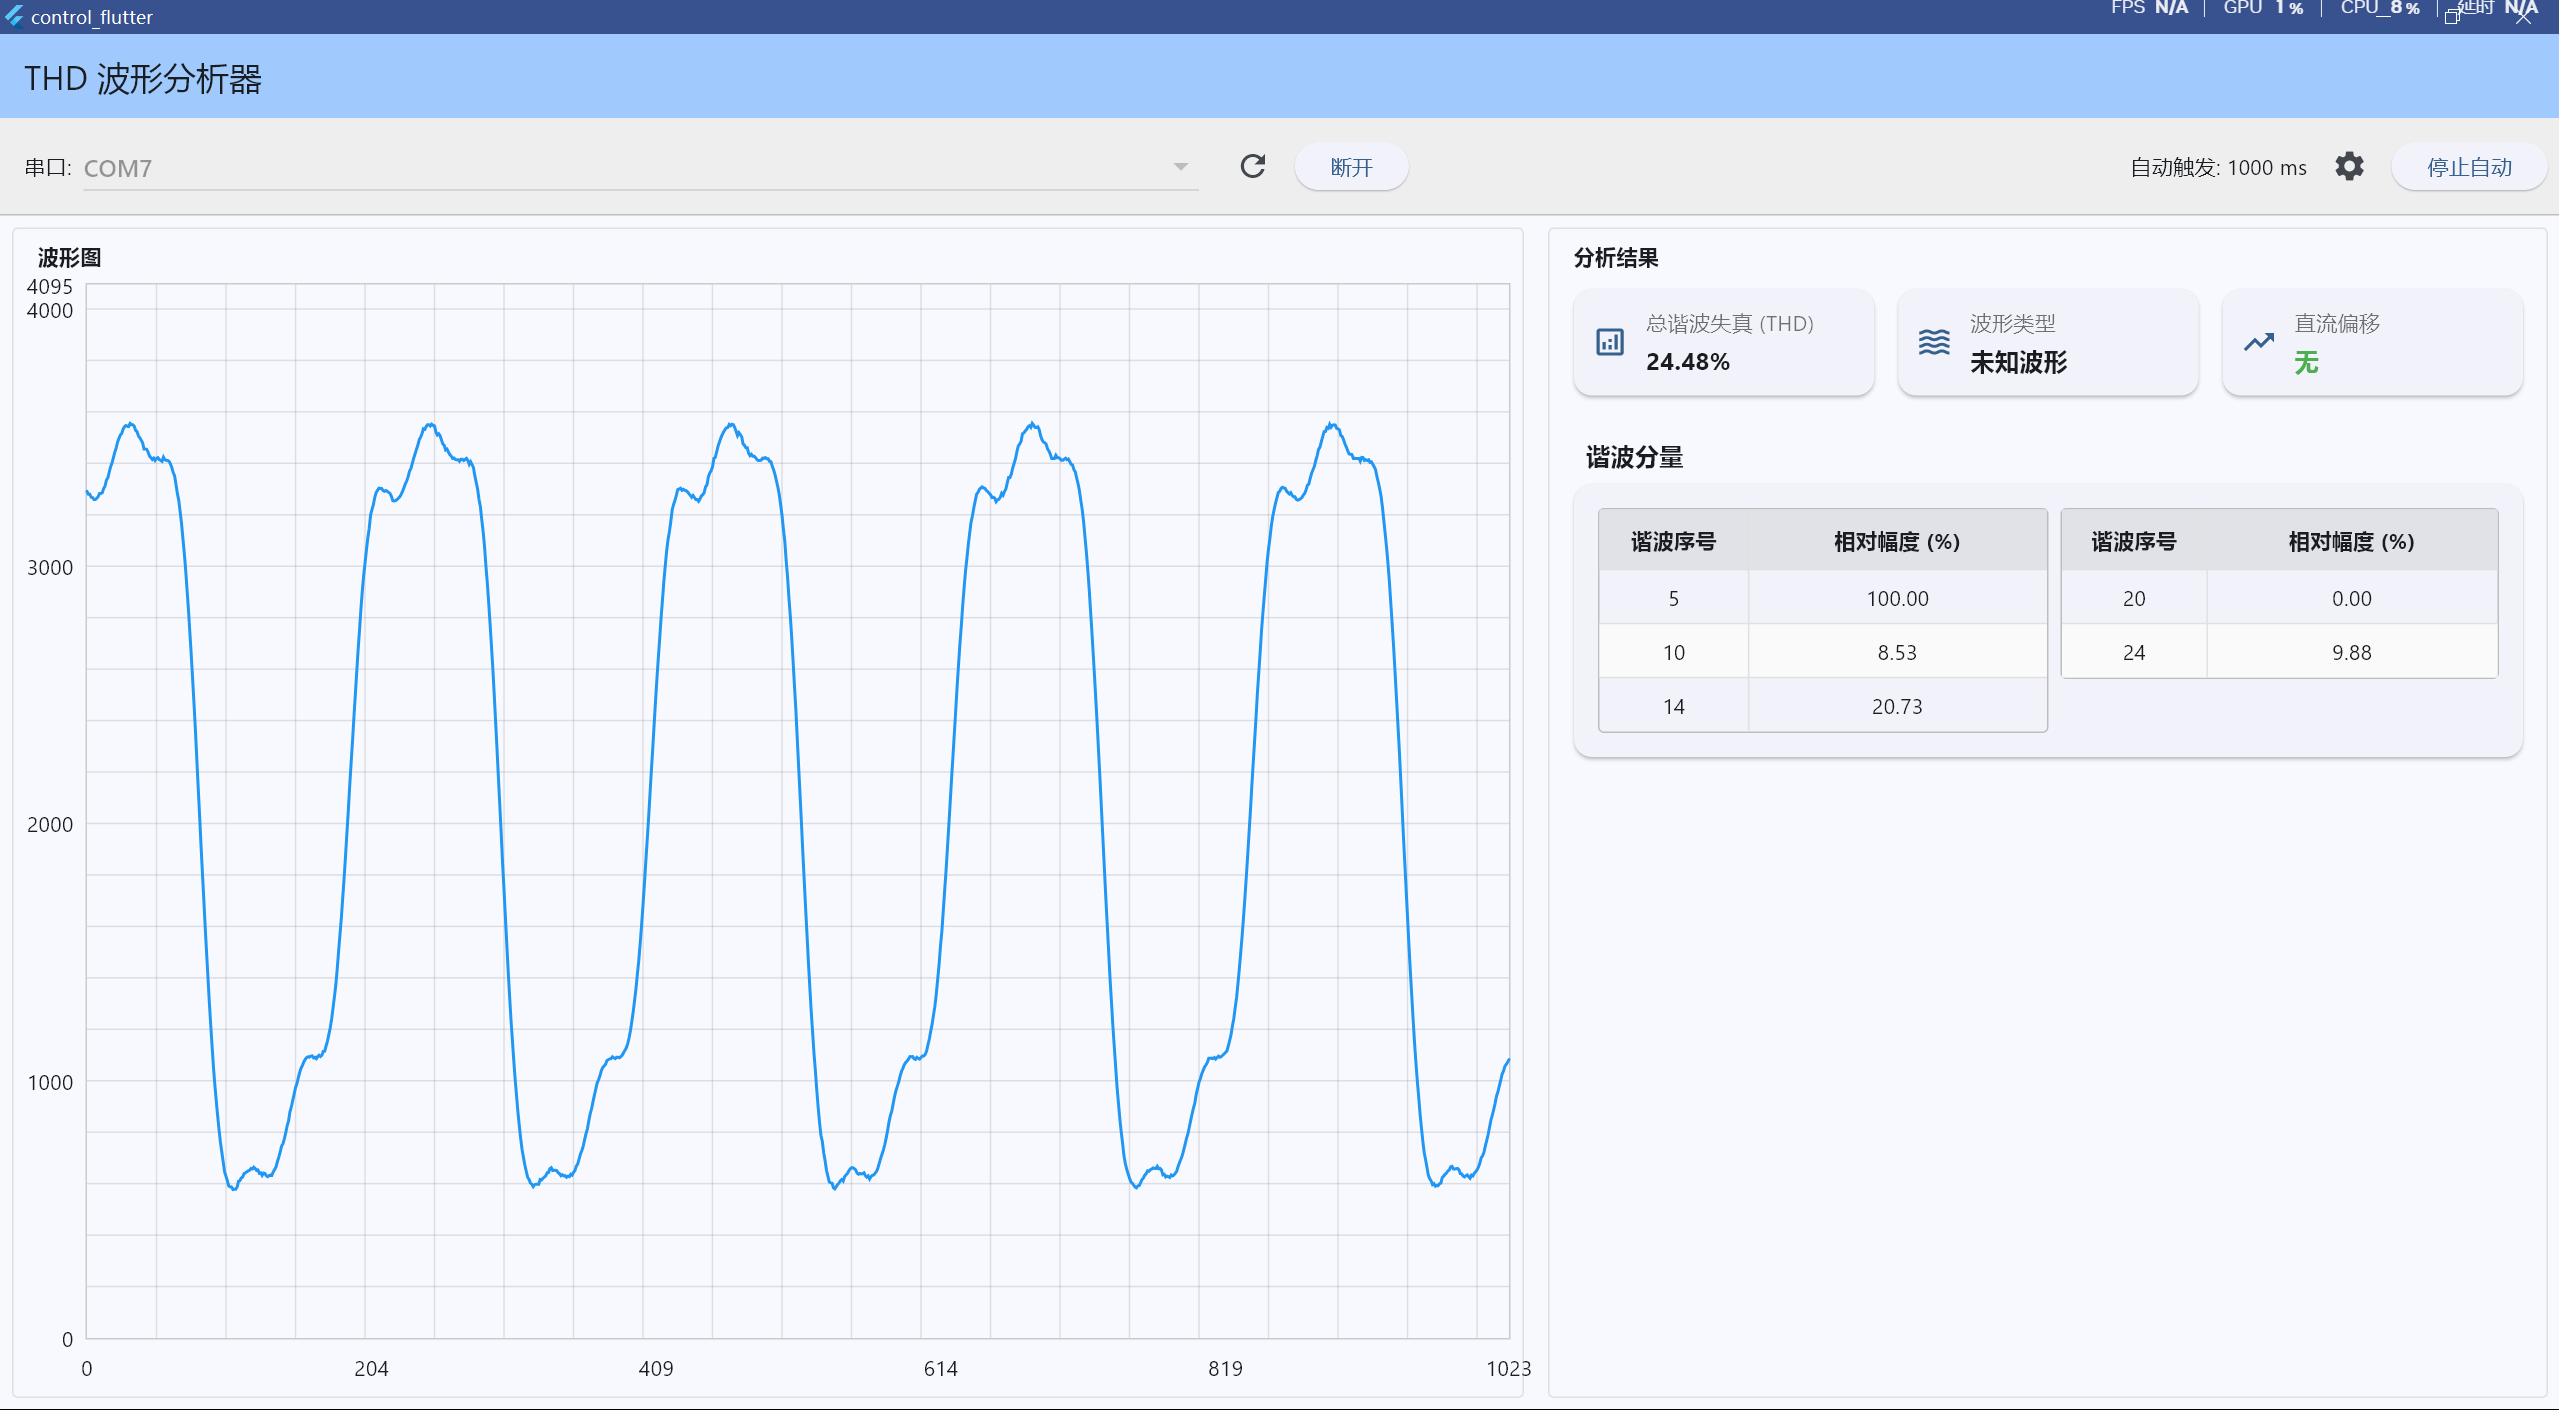 control_flutter
FPS N/A | GPU 1% | CPU 8% | 延时 N/A
THD 波形分析器
串口: COM7
断开
自动触发: 1000 ms
停止自动
波形图
4095
4000
3000
2000
1000
0
0 204 409 614 819 1023
分析结果
总谐波失真 (THD)
24.48%
波形类型
未知波形
直流偏移
无
谐波分量
谐波序号 相对幅度 (%)
5 100.00
10 8.53
14 20.73
谐波序号 相对幅度 (%)
20 0.00
24 9.88